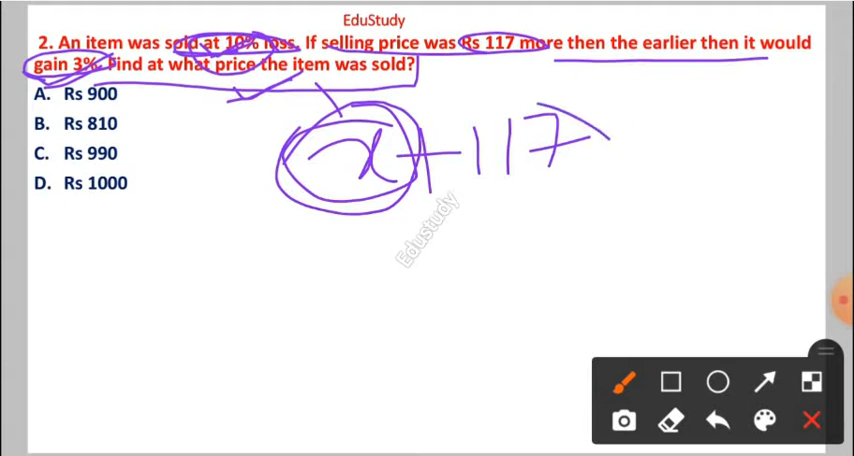 EduStudy
2. An item was sold at 10% loss. If selling price was Rs 117 more then the earlier then it would
gain 3%. Find at what price the item was sold?
A. Rs 900
B. Rs 810
C. Rs 990
D. Rs 1000
x+117
Edustudy